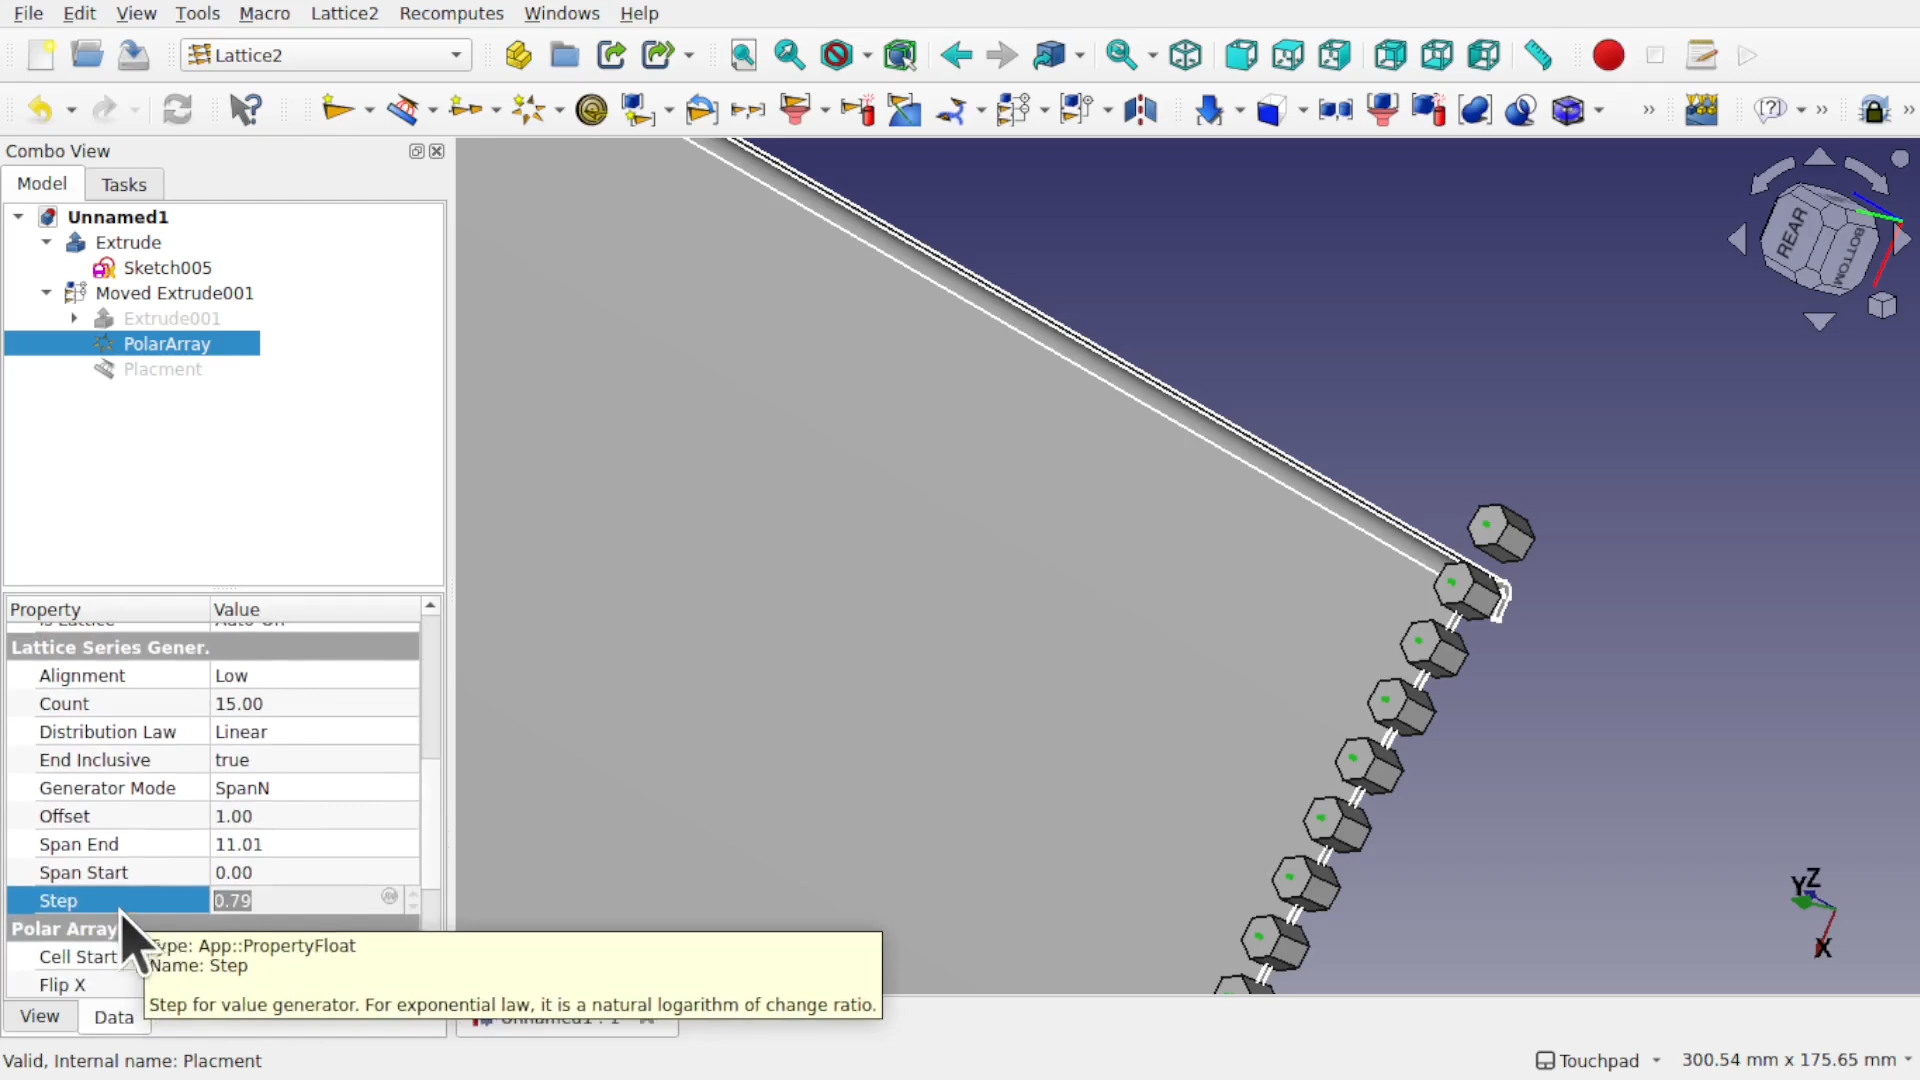 File Edit View Tools Macro Lattice2 Recomputes Windows Help
Lattice2
Combo View
Model Tasks
Unnamed1
Extrude
Sketch005
Moved Extrude001
Extrude001
PolarArray
Placment
Property Value
Lattice Series Gener.
Alignment Low
Count 15.00
Distribution Law Linear
End Inclusive true
Generator Mode SpanN
Offset 1.00
Span End 11.01
Span Start 0.00
Step 0.79
Polar Array
Cell Start
Flip X
Type: App::PropertyFloat
Name: Step
Step for value generator. For exponential law, it is a natural logarithm of change ratio.
View Data
REAR
BOTTOM
Y Z
X
Valid, Internal name: Placment
Touchpad 300.54 mm x 175.65 mm